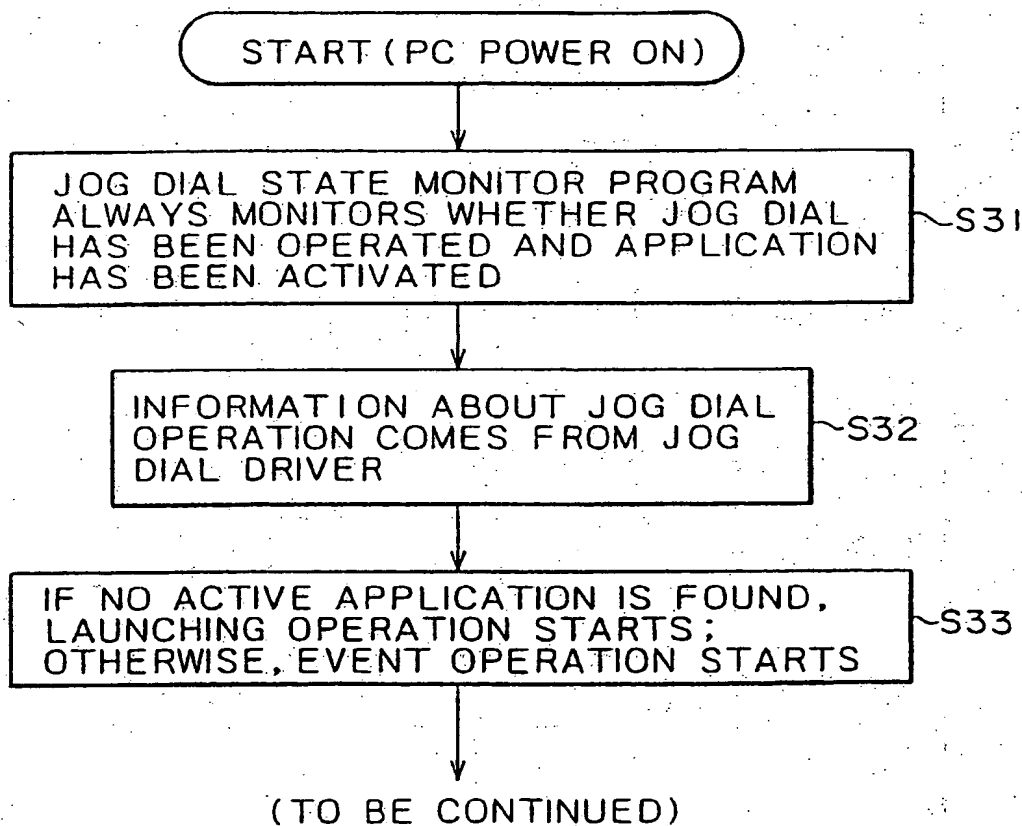 START (PC POWER ON)
JOG DIAL STATE MONITOR PROGRAM
ALWAYS MONITORS WHETHER JOG DIAL
HAS BEEN OPERATED AND APPLICATION
HAS BEEN ACTIVATED
S31
INFORMATION ABOUT JOG DIAL
OPERATION COMES FROM JOG
DIAL DRIVER
S32
IF NO ACTIVE APPLICATION IS FOUND,
LAUNCHING OPERATION STARTS;
OTHERWISE, EVENT OPERATION STARTS
S33
(TO BE CONTINUED)